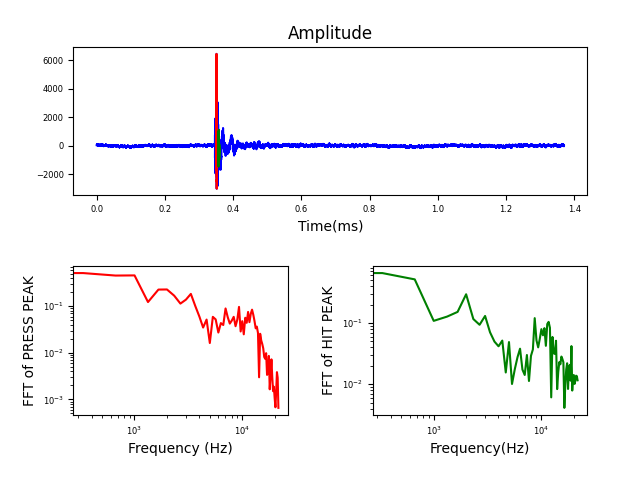 Amplitude
6000
4000
2000
0
−2000
0.0 0.2 0.4 0.6 0.8 1.0 1.2 1.4
Time(ms)
FFT of PRESS PEAK
10⁻¹
10⁻²
10⁻³
10³ 10⁴
Frequency (Hz)
FFT of HIT PEAK
10⁻¹
10⁻²
10³ 10⁴
Frequency(Hz)